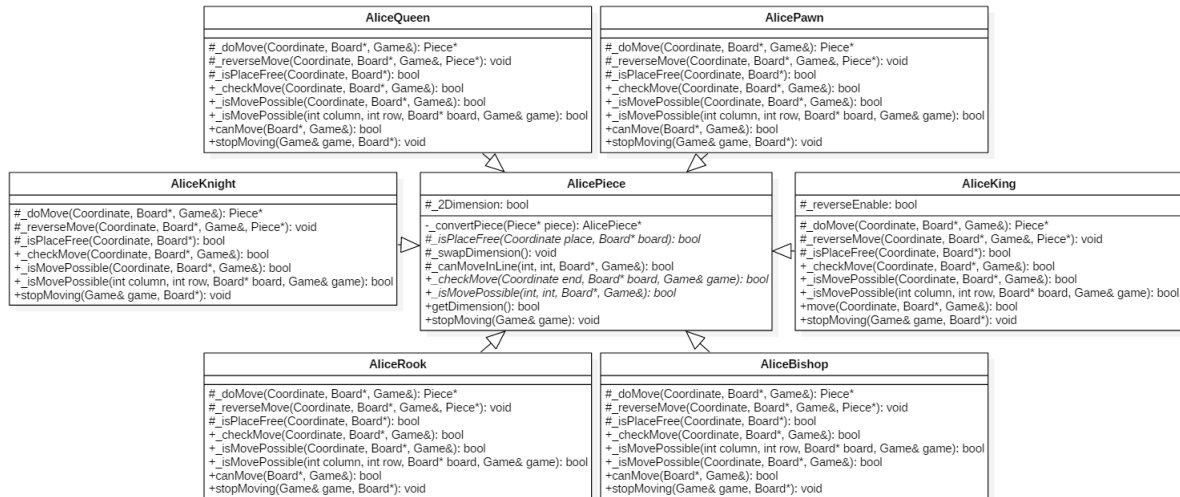 AliceQueen
#_doMove(Coordinate, Board*, Game&): Piece*
#_reverseMove(Coordinate, Board*, Game&, Piece*): void
#_isPlaceFree(Coordinate, Board*): bool
+_checkMove(Coordinate, Board*, Game&): bool
+_isMovePossible(Coordinate, Board*, Game&): bool
+_isMovePossible(int column, int row, Board* board, Game& game): bool
+canMove(Board*, Game&): bool
+stopMoving(Game& game, Board*): void
AlicePawn
#_doMove(Coordinate, Board*, Game&): Piece*
#_reverseMove(Coordinate, Board*, Game&, Piece*): void
#_isPlaceFree(Coordinate, Board*): bool
+_checkMove(Coordinate, Board*, Game&): bool
+_isMovePossible(Coordinate, Board*, Game&): bool
+_isMovePossible(int column, int row, Board* board, Game& game): bool
+canMove(Board*, Game&): bool
+stopMoving(Game& game, Board*): void
AliceKnight
#_doMove(Coordinate, Board*, Game&): Piece*
#_reverseMove(Coordinate, Board*, Game&, Piece*): void
#_isPlaceFree(Coordinate, Board*): bool
+_checkMove(Coordinate, Board*, Game&): bool
+_isMovePossible(Coordinate, Board*, Game&): bool
+_isMovePossible(int column, int row, Board* board, Game& game): bool
+stopMoving(Game& game, Board*): void
AlicePiece
#_2Dimension: bool
-_convertPiece(Piece* piece): AlicePiece*
#_isPlaceFree(Coordinate place, Board* board): bool
#_swapDimension(): void
#_canMoveInLine(int, int, Board*, Game&): bool
+_checkMove(Coordinate end, Board* board, Game& game): bool
+_isMovePossible(int, int, Board*, Game&): bool
+getDimension(): bool
+stopMoving(Game& game): void
AliceKing
#_reverseEnable: bool
#_doMove(Coordinate, Board*, Game&): Piece*
#_reverseMove(Coordinate, Board*, Game&, Piece*): void
#_isPlaceFree(Coordinate, Board*): bool
+_checkMove(Coordinate, Board*, Game&): bool
+_isMovePossible(Coordinate, Board*, Game&): bool
+_isMovePossible(int column, int row, Board* board, Game& game): bool
+move(Coordinate, Board*, Game&): bool
+stopMoving(Game& game, Board*): void
AliceRook
#_doMove(Coordinate, Board*, Game&): Piece*
#_reverseMove(Coordinate, Board*, Game&, Piece*): void
#_isPlaceFree(Coordinate, Board*): bool
+_checkMove(Coordinate, Board*, Game&): bool
+_isMovePossible(Coordinate, Board*, Game&): bool
+_isMovePossible(int column, int row, Board* board, Game& game): bool
+canMove(Board*, Game&): bool
+stopMoving(Game& game, Board*): void
AliceBishop
#_doMove(Coordinate, Board*, Game&): Piece*
#_reverseMove(Coordinate, Board*, Game&, Piece*): void
#_isPlaceFree(Coordinate, Board*): bool
+_checkMove(Coordinate, Board*, Game&): bool
+_isMovePossible(int column, int row, Board* board, Game& game): bool
+_isMovePossible(Coordinate, Board*, Game&): bool
+canMove(Board*, Game&): bool
+stopMoving(Game& game, Board*): void